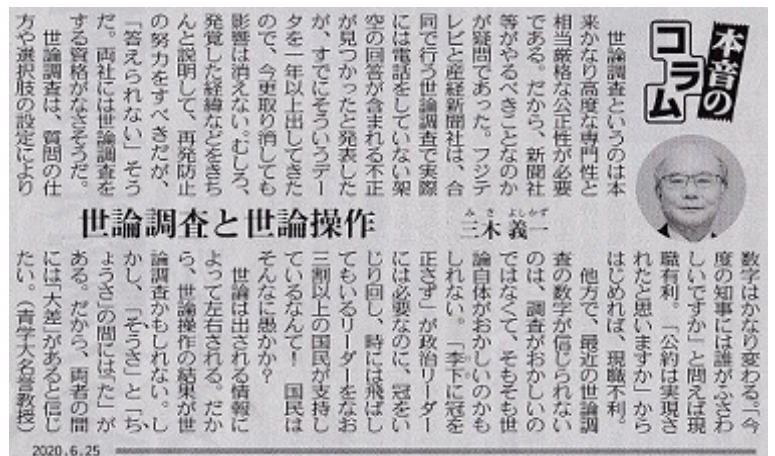 本音の
コラム
世論調査と世論操作
三木 義一
みき よしかず
世論調査というのは本
来かなり高度な専門性と
相当厳格な公正性が必要
である。だから、新聞社
等がやるべきことなのか
が疑問であった。フジテ
レビと産経新聞社は、合
同で行う世論調査で実際
には電話をしていない架
空の回答が含まれる不正
が見つかったと発表した
が、すでにそういうデー
タを一年以上出してきた
ので、今更取り消しても
影響は消えない。むしろ、
発覚した経緯などをきち
んと説明して、再発防止
の努力をすべきだが、
「答えられない」そう
だ。両社には世論調査を
する資格がなさそうだ。
世論調査は、質問の仕
方や選択肢の設定により
数字はかなり変わる。「今
度の知事には誰がふさわ
しいですか」と問えば現
職有利。「公約は実現さ
れたと思いますか」から
はじめれば、現職不利。
他方で、最近の世論調
査の数字が信じられない
のは、調査がおかしいの
ではなくて、そもそも世
論自体がおかしいのかも
しれない。「李下に冠を
正さず」が政治リーダー
には必要なのに、冠をい
じり回し、時には飛ばし
てもいるリーダーをなお
三割以上の国民が支持し
ているなんて! 国民は
そんなに愚かか?
世論は出される情報に
よって左右される。だか
ら、世論操作の結果が世
論調査かもしれない。し
かし、「そうさ」と「ち
ょうさ」の間には「た」が
ある。だから、両者の間
には「大差」があると信じ
たい。(青学大名誉教授)
2020.6.25